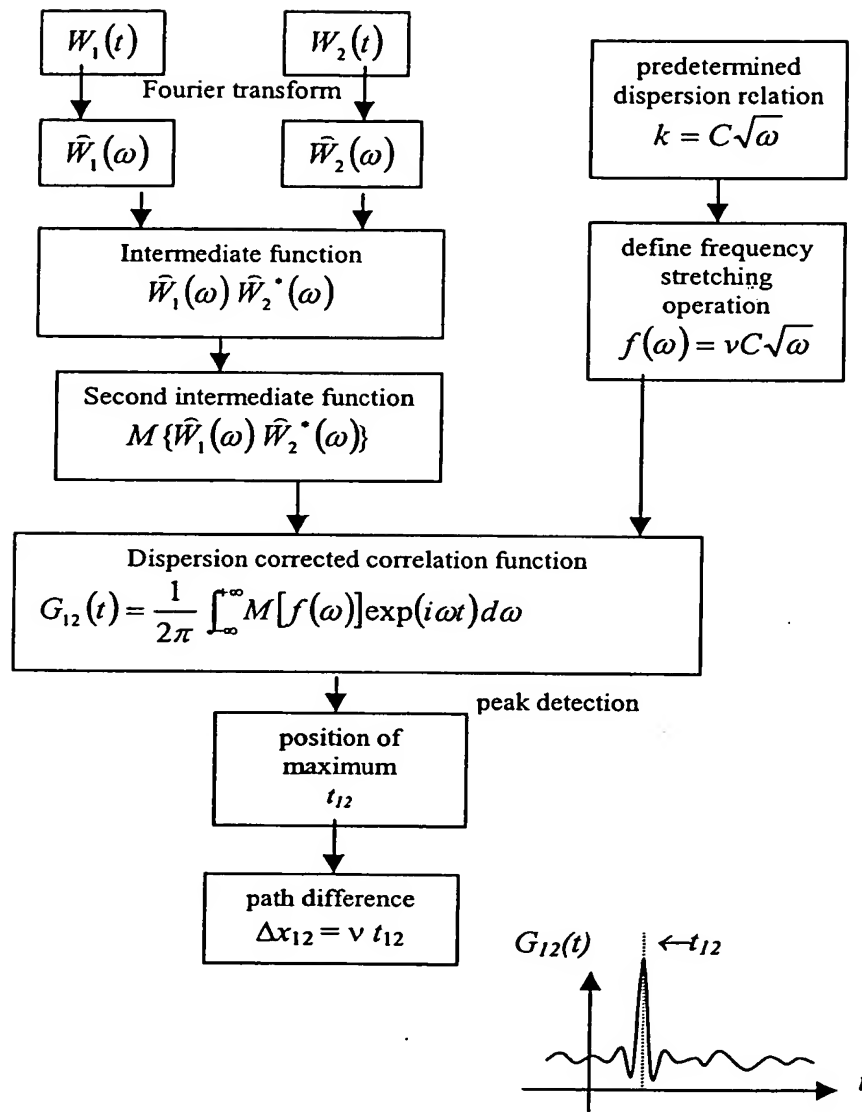 W₁(t)
W₂(t)
Fourier transform
Ŵ₁(ω)
Ŵ₂(ω)
Intermediate function
Ŵ₁(ω) Ŵ₂*(ω)
Second intermediate function
M{Ŵ₁(ω) Ŵ₂*(ω)}
predetermined
dispersion relation
k = C√ω
define frequency
stretching
operation
f(ω) = νC√ω
Dispersion corrected correlation function
G₁₂(t) = 1/2π ∫_{-∞}^{+∞} M[f(ω)]exp(iωt)dω
peak detection
position of
maximum
t₁₂
path difference
Δx₁₂ = ν t₁₂
G₁₂(t)
←t₁₂
t